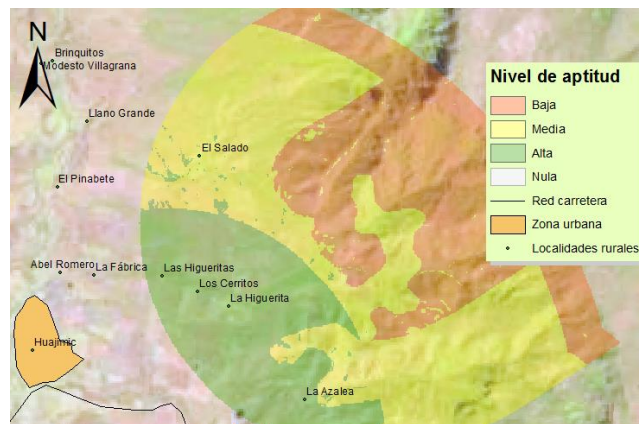 N
Brinquitos
Modesto Villagrana
Llano Grande
El Salado
El Pinabete
Abel Romero
La Fábrica
Las Higueritas
Los Cerritos
La Higuerita
Huajimic
La Azalea
Nivel de aptitud
Baja
Media
Alta
Nula
Red carretera
Zona urbana
Localidades rurales